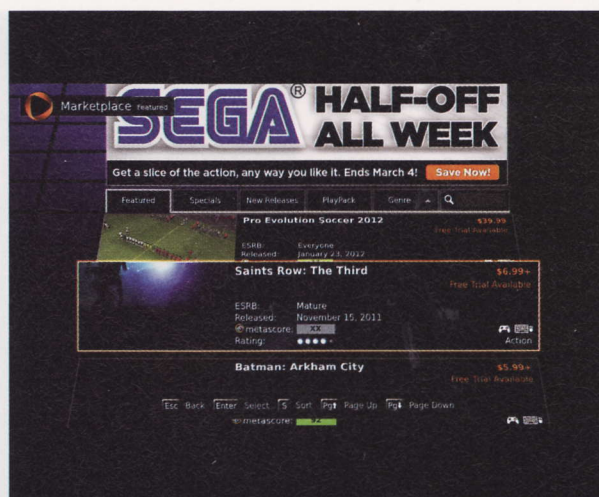 SEGA® HALF-OFF
ALL WEEK
Marketplace featured
Get a slice of the action, any way you like it. Ends March 4! Save Now!
Featured Specials New Releases PlayPack Genre
Pro Evolution Soccer 2012 $39.99
Free Trial Available
ESRB: Everyone
Released: January 23, 2012
Saints Row: The Third $6.99+
Free Trial Available
ESRB: Mature
Released: November 15, 2011
metascore: xx
Rating: Action
Batman: Arkham City $5.99+
Free Trial Available
Esc Back Enter Select S Sort Pg↑ Page Up Pg↓ Page Down
metascore: 92